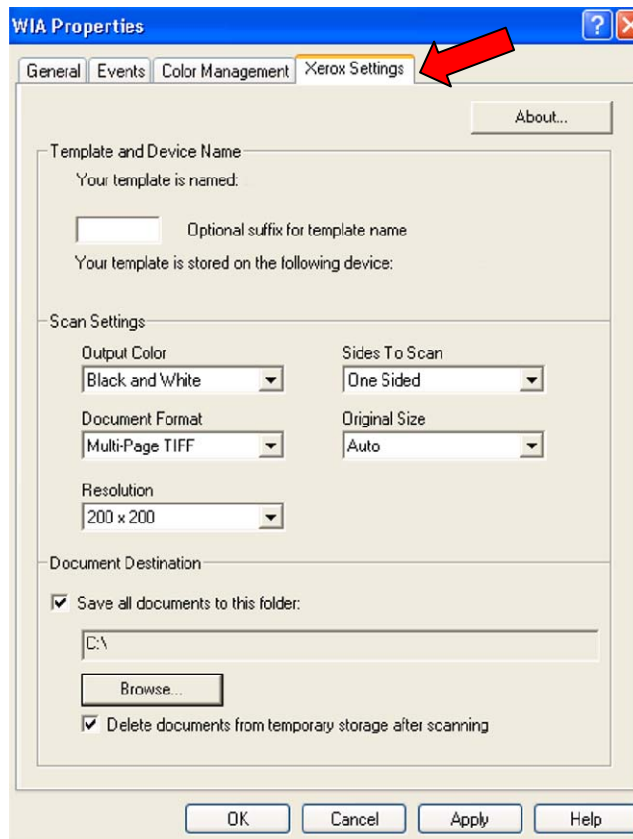 WIA Properties
General Events Color Management Xerox Settings
About...
Template and Device Name
Your template is named:
Optional suffix for template name
Your template is stored on the following device:
Scan Settings
Output Color Sides To Scan
Black and White One Sided
Document Format Original Size
Multi-Page TIFF Auto
Resolution
200 x 200
Document Destination
Save all documents to this folder:
C:\
Browse...
Delete documents from temporary storage after scanning
OK Cancel Apply Help